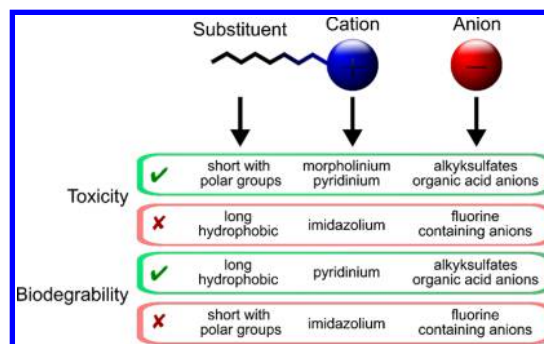 Substituent Cation Anion
+ −
Toxicity
✔ short with polar groups morpholinium pyridinium alkyksulfates organic acid anions
✘ long hydrophobic imidazolium fluorine containing anions
Biodegrability
✔ long hydrophobic pyridinium alkyksulfates organic acid anions
✘ short with polar groups imidazolium fluorine containing anions